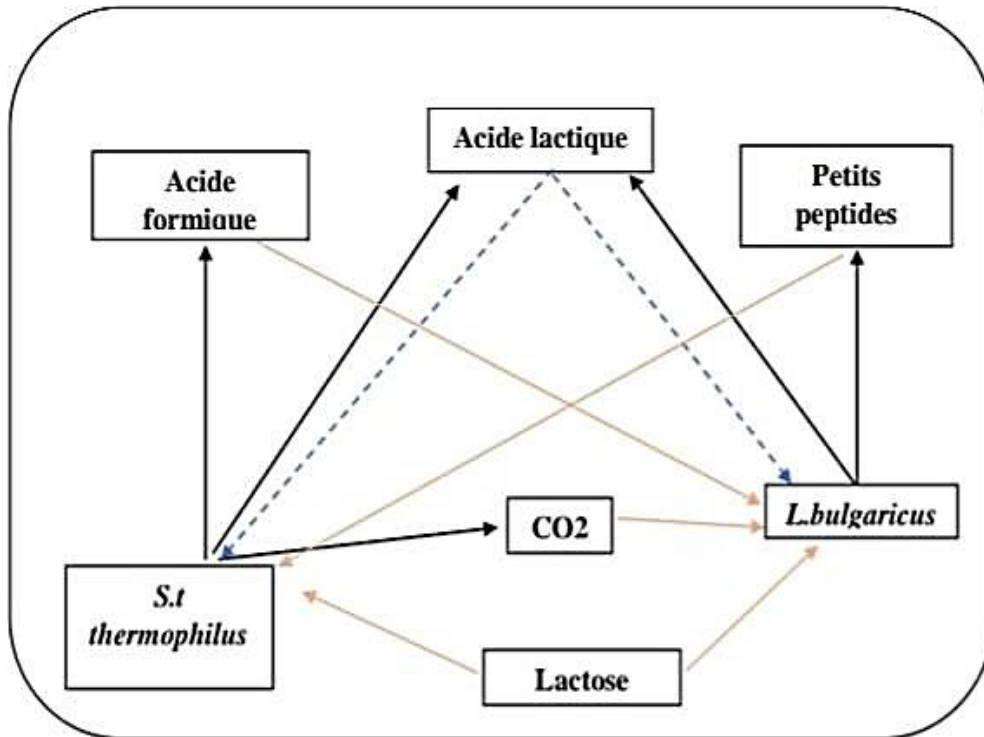 Acide lactique
Acide
formique
Petits
peptides
L.bulgaricus
CO2
S.t
thermophilus
Lactose